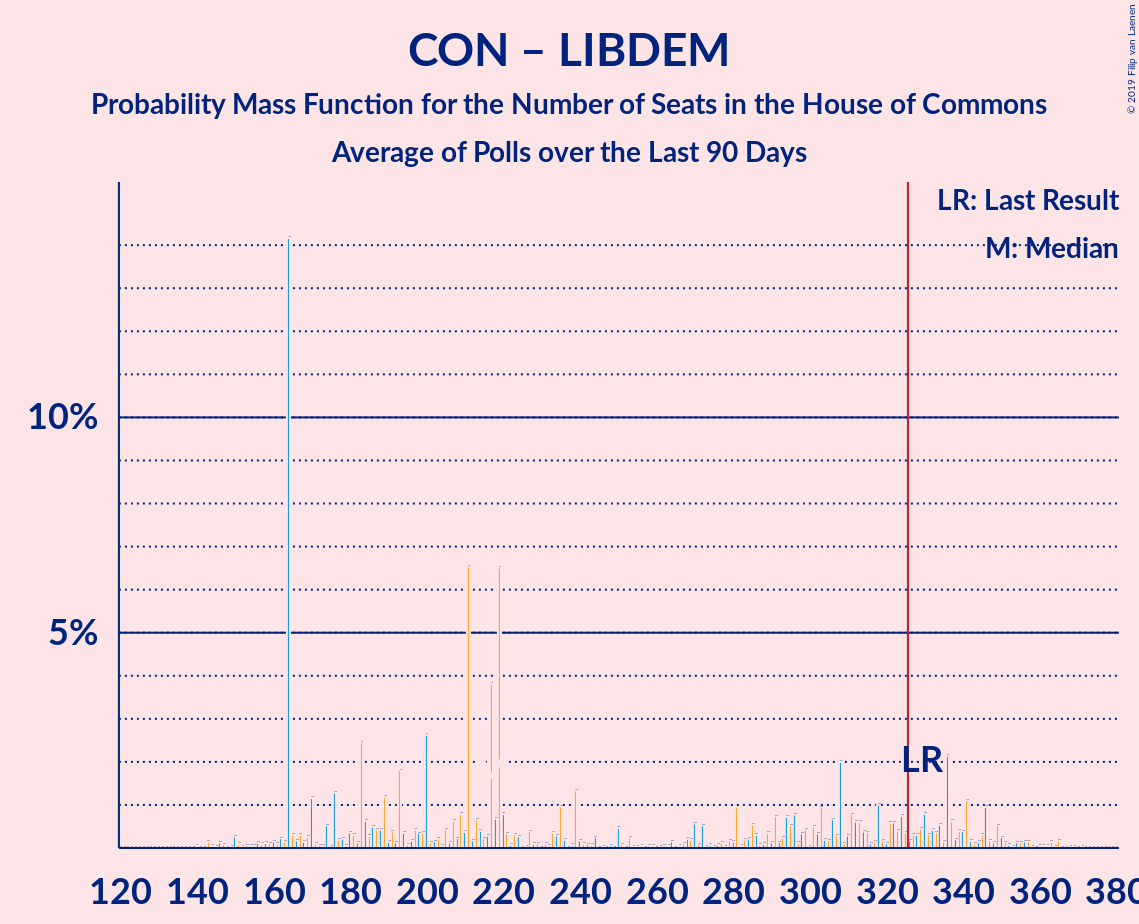 CON – LIBDEM
Probability Mass Function for the Number of Seats in the House of Commons
Average of Polls over the Last 90 Days
© 2019 Filip van Laenen
LR: Last Result
M: Median
10%
5%
LR
120 140 160 180 200 220 240 260 280 300 320 340 360 380